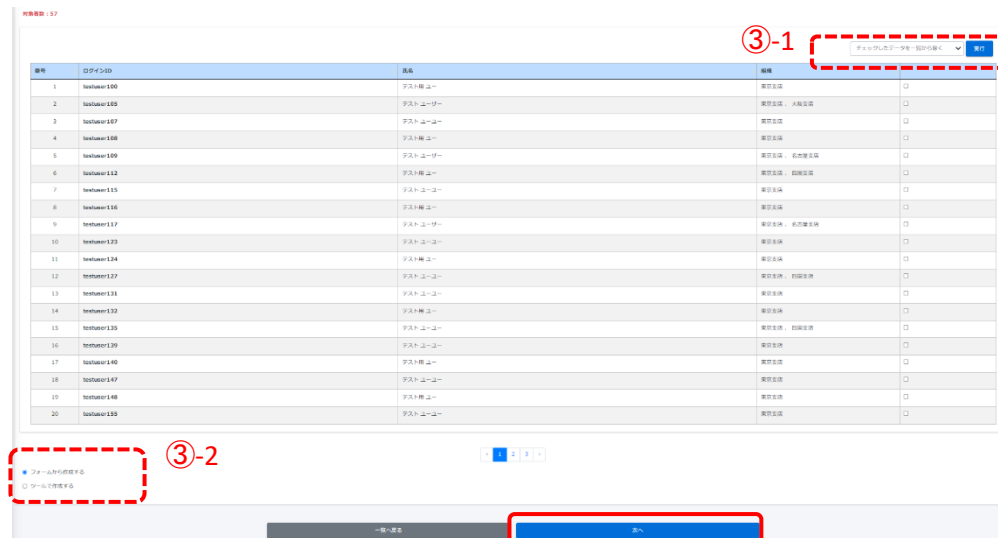 対象者数：57
③-1
チェックしたデータを一覧から除く 実行
番号 ログインID 氏名 組織
1 testuser100 テスト用 ユー 東京支店
2 testuser105 テスト ユーザー 東京支店 、 大阪支店
3 testuser107 テスト ユーユー 東京支店
4 testuser108 テスト用 ユー 東京支店
5 testuser109 テスト ユーザー 東京支店 、 名古屋支店
6 testuser112 テスト用 ユー 東京支店 、 四国支店
7 testuser115 テスト ユーユー 東京支店
8 testuser116 テスト用 ユー 東京支店
9 testuser117 テスト ユーザー 東京支店 、 名古屋支店
10 testuser123 テスト ユーユー 東京支店
11 testuser124 テスト用 ユー 東京支店
12 testuser127 テスト ユーユー 東京支店 、 四国支店
13 testuser131 テスト ユーユー 東京支店
14 testuser132 テスト用 ユー 東京支店
15 testuser135 テスト ユーユー 東京支店 、 四国支店
16 testuser139 テスト ユーユー 東京支店
17 testuser140 テスト用 ユー 東京支店
18 testuser147 テスト ユーユー 東京支店
19 testuser148 テスト用 ユー 東京支店
20 testuser155 テスト ユーユー 東京支店
‹ 1 2 3 ›
③-2
フォームから作成する
ツールで作成する
一覧へ戻る 次へ